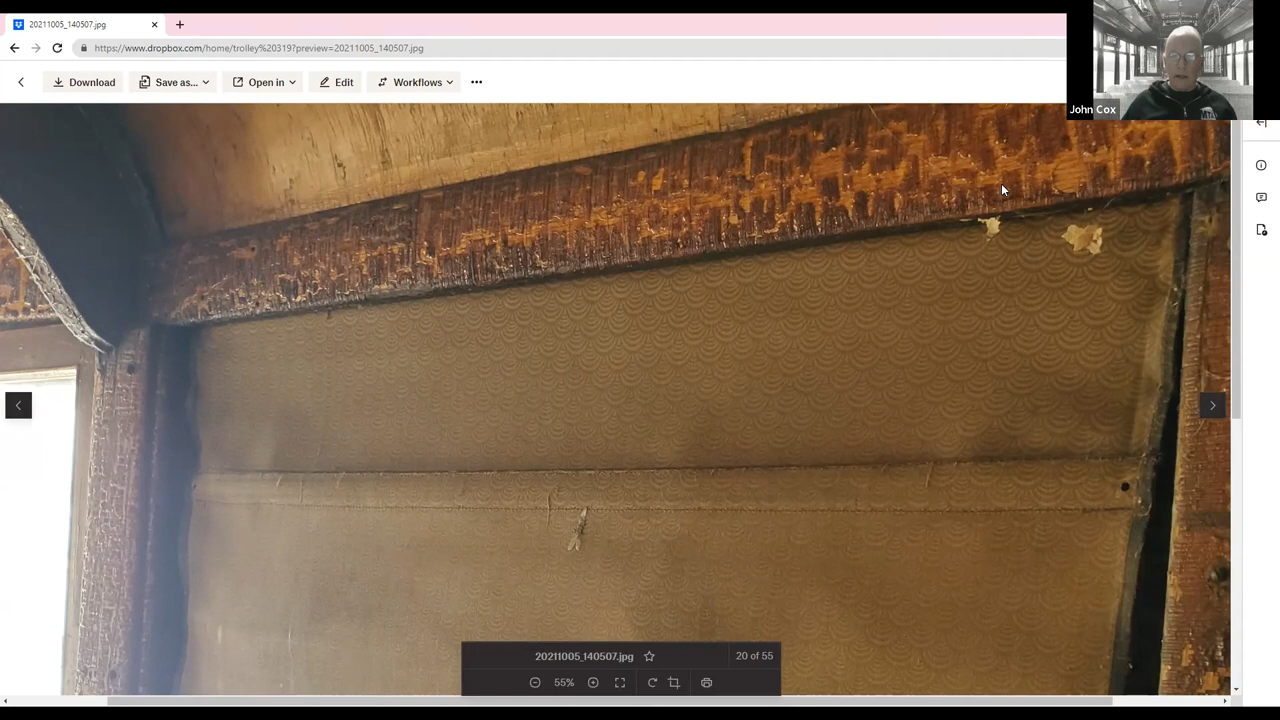 20211005_140507.jpg
https://www.dropbox.com/home/trolley%20319?preview=20211005_140507.jpg
Download
Save as...
Open in
Edit
Workflows
John Cox
20211005_140507.jpg
20 of 55
55%